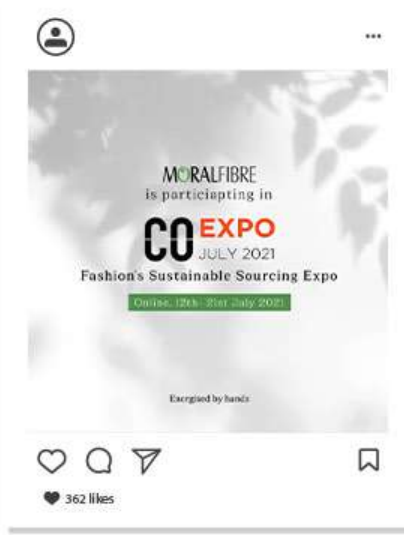 MORALFIBRE
is particiapting in
CO EXPO
JULY 2021
Fashion's Sustainable Sourcing Expo
Online, 12th- 21st July 2021
Energised by hands
362 likes